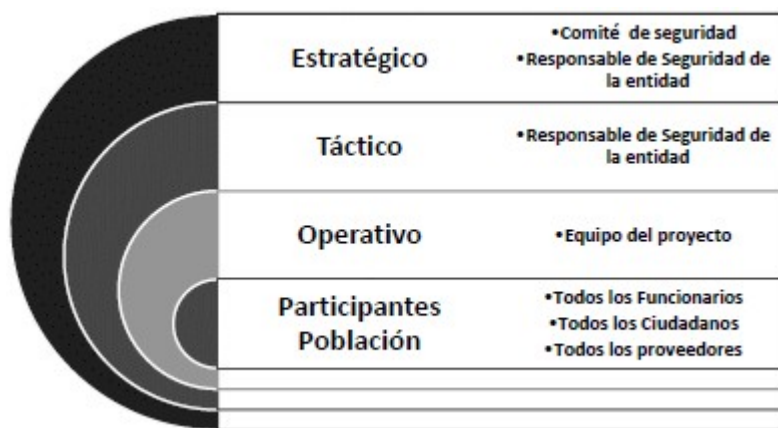 Estratégico
•Comité de seguridad
•Responsable de Seguridad de
la entidad
Táctico
•Responsable de Seguridad de
la entidad
Operativo
•Equipo del proyecto
Participantes
Población
•Todos los Funcionarios
•Todos los Ciudadanos
•Todos los proveedores